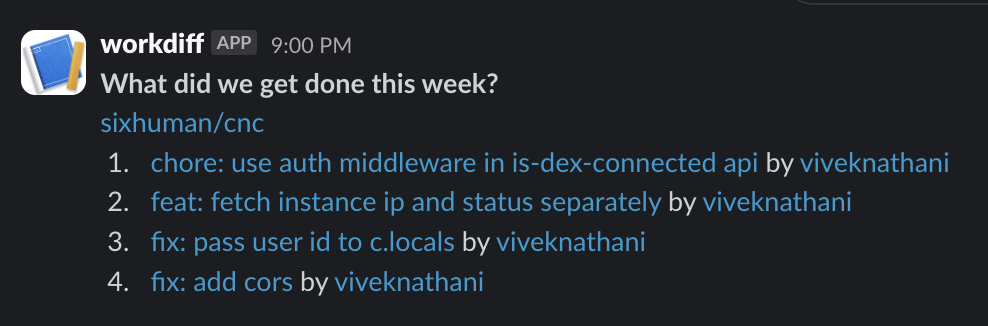 workdiff APP 9:00 PM
What did we get done this week?
sixhuman/cnc
1. chore: use auth middleware in is-dex-connected api by viveknathani
2. feat: fetch instance ip and status separately by viveknathani
3. fix: pass user id to c.locals by viveknathani
4. fix: add cors by viveknathani